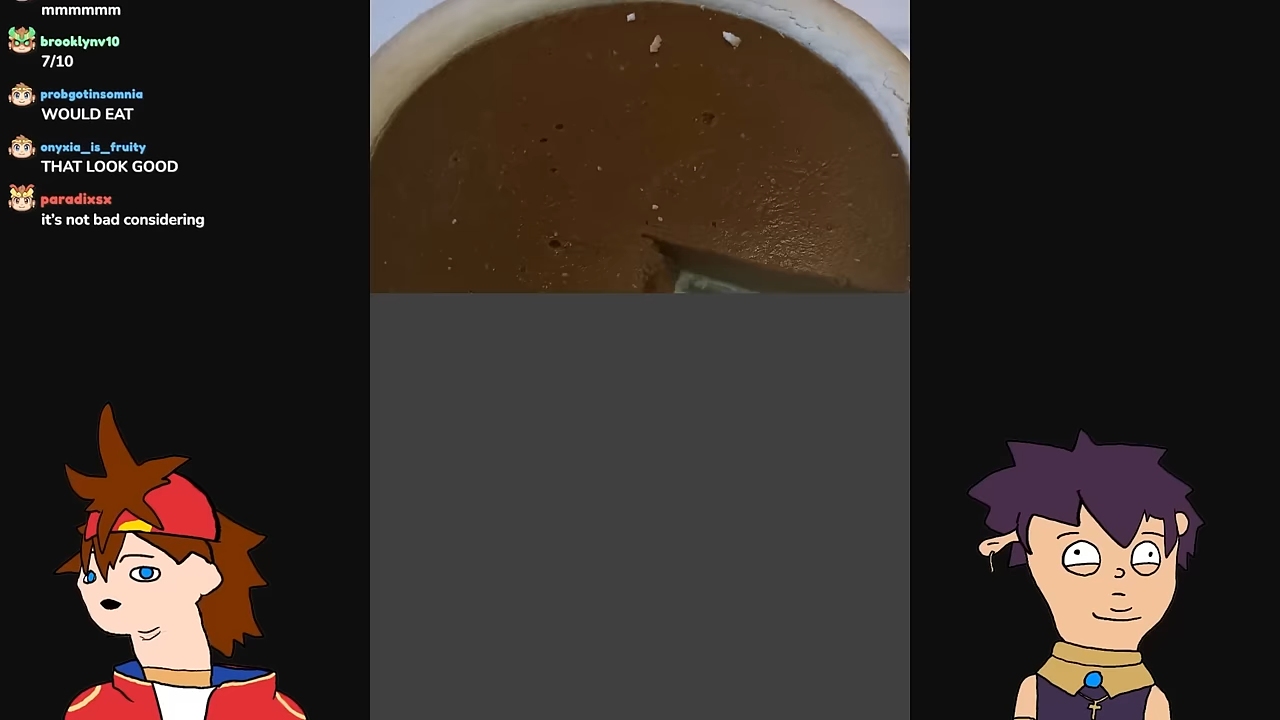 mmmmmm
brooklynv10
7/10
probgotinsomnia
WOULD EAT
onyxia_is_fruity
THAT LOOK GOOD
paradixsx
it's not bad considering